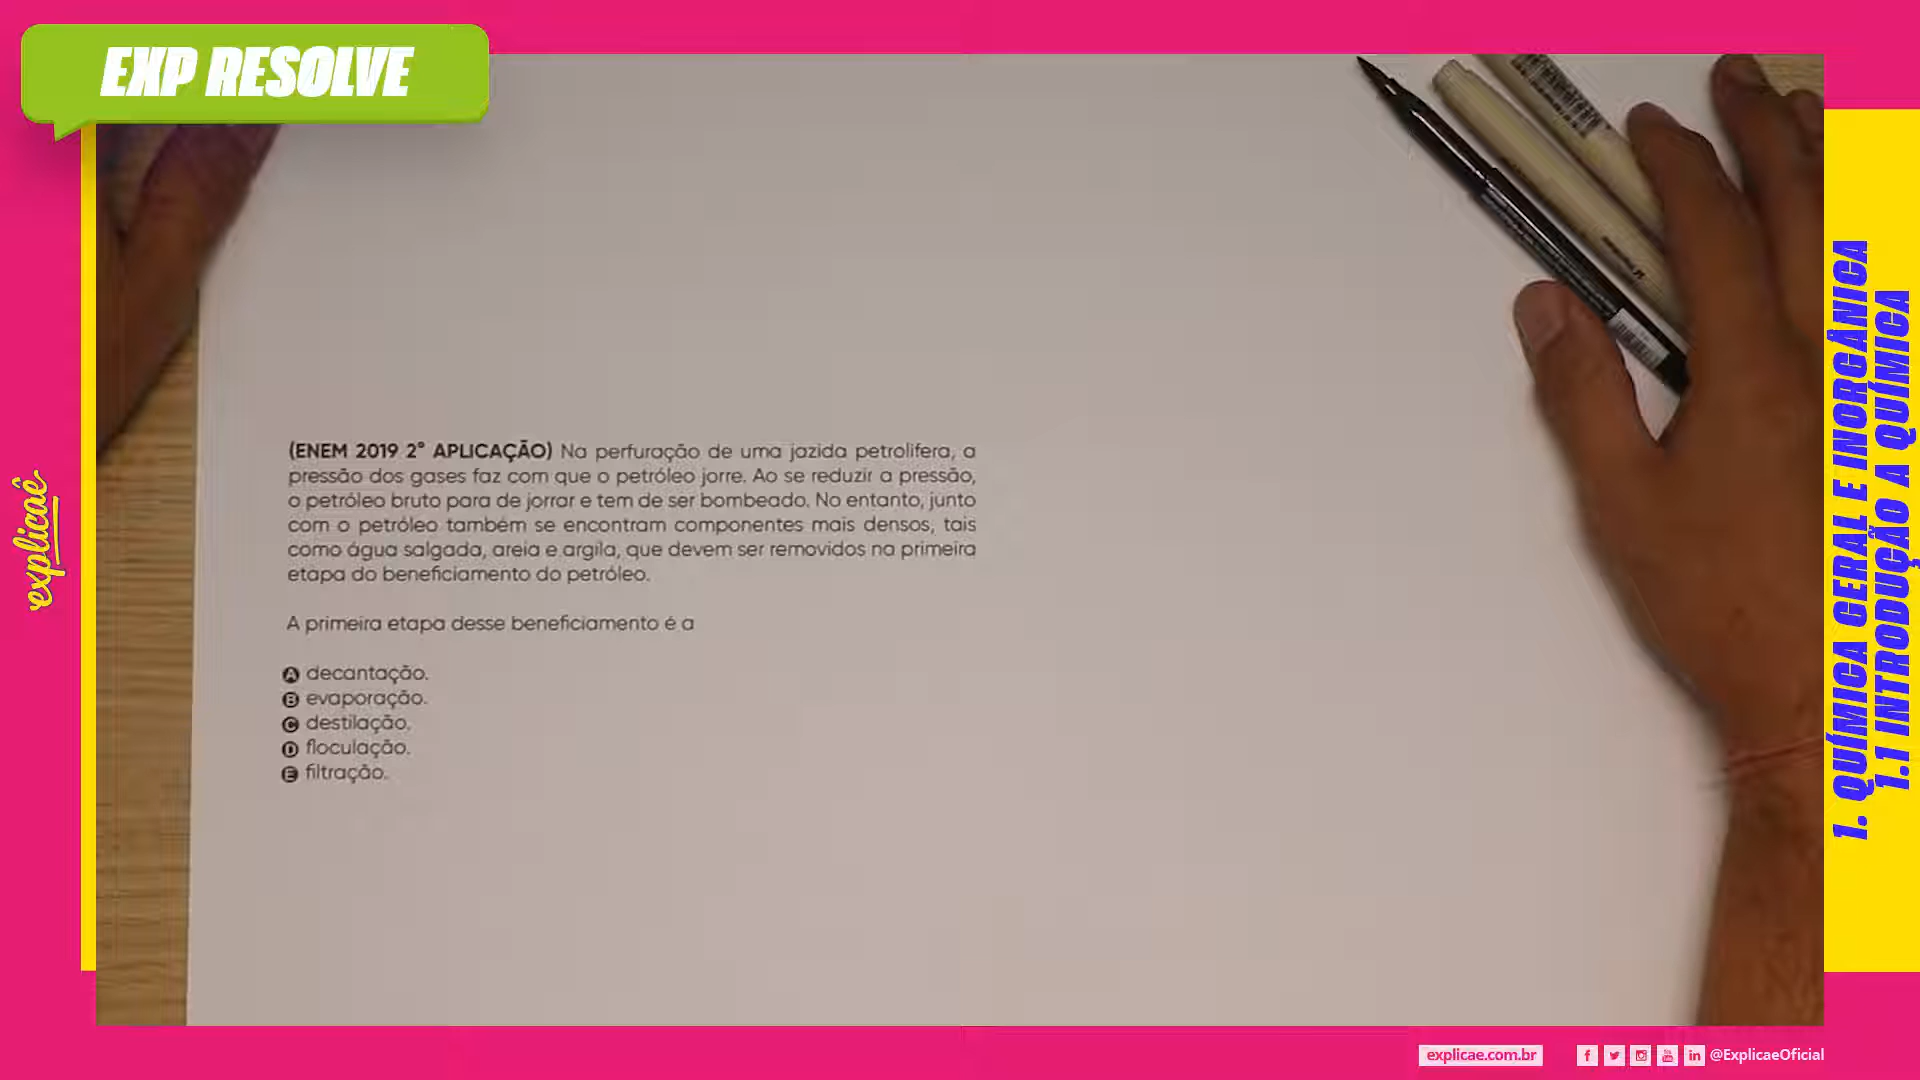 EXP RESOLVE
(ENEM 2019 2° APLICAÇÃO) Na perfuração de uma jazida petrolífera, a
pressão dos gases faz com que o petróleo jorre. Ao se reduzir a pressão,
o petróleo bruto para de jorrar e tem de ser bombeado. No entanto, junto
com o petróleo também se encontram componentes mais densos, tais
como água salgada, areia e argila, que devem ser removidos na primeira
etapa do beneficiamento do petróleo.
A primeira etapa desse beneficiamento é a
A decantação.
B evaporação.
C destilação.
D floculação.
E filtração.
explicaê
1. QUÍMICA GERAL E INORGÂNICA
1.1 INTRODUÇÃO A QUÍMICA
explicae.com.br
@ExplicaeOficial